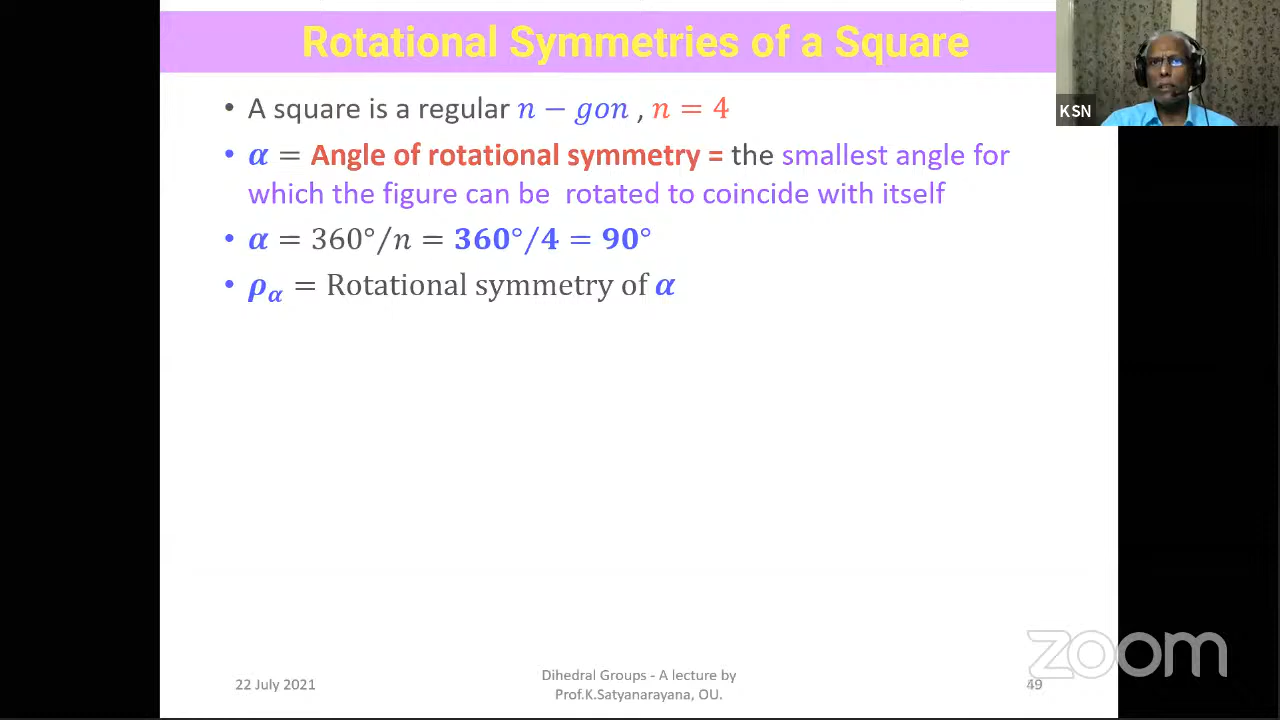 Rotational Symmetries of a Square
• A square is a regular n − gon , n = 4
• α = Angle of rotational symmetry = the smallest angle for
which the figure can be rotated to coincide with itself
• α = 360°/n = 360°/4 = 90°
• ρ_α = Rotational symmetry of α
KSN
22 July 2021
Dihedral Groups - A lecture by
Prof.K.Satyanarayana, OU.
49
zoom